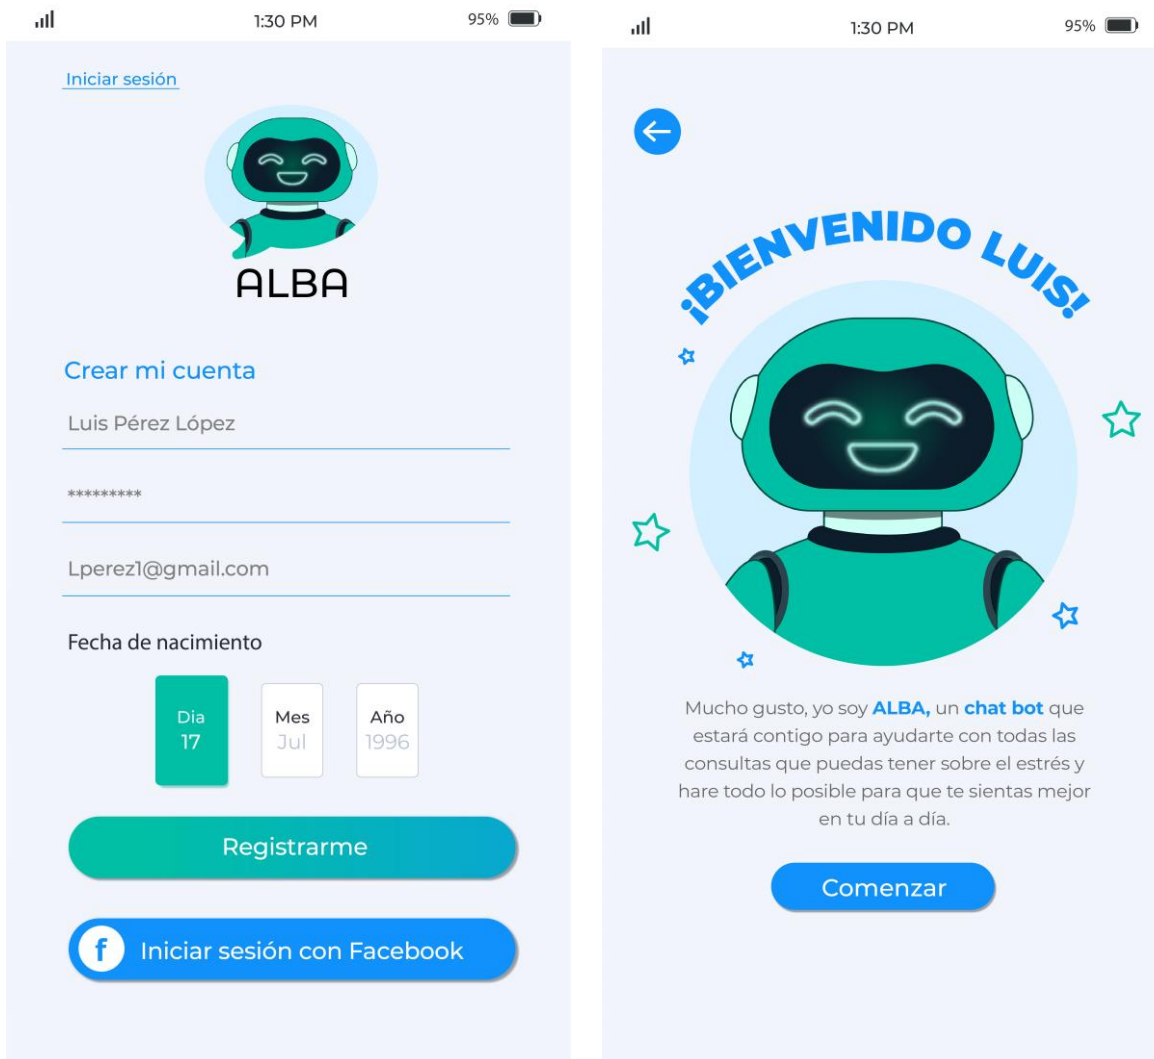 1:30 PM
95%
Iniciar sesión
ALBA
Crear mi cuenta
Luis Pérez López
*********
Lperez1@gmail.com
Fecha de nacimiento
Dia
17
Mes
Jul
Año
1996
Registrarme
f
Iniciar sesión con Facebook
1:30 PM
95%
¡BIENVENIDO LUIS!
Mucho gusto, yo soy ALBA, un chat bot que
estará contigo para ayudarte con todas las
consultas que puedas tener sobre el estrés y
hare todo lo posible para que te sientas mejor
en tu día a día.
Comenzar